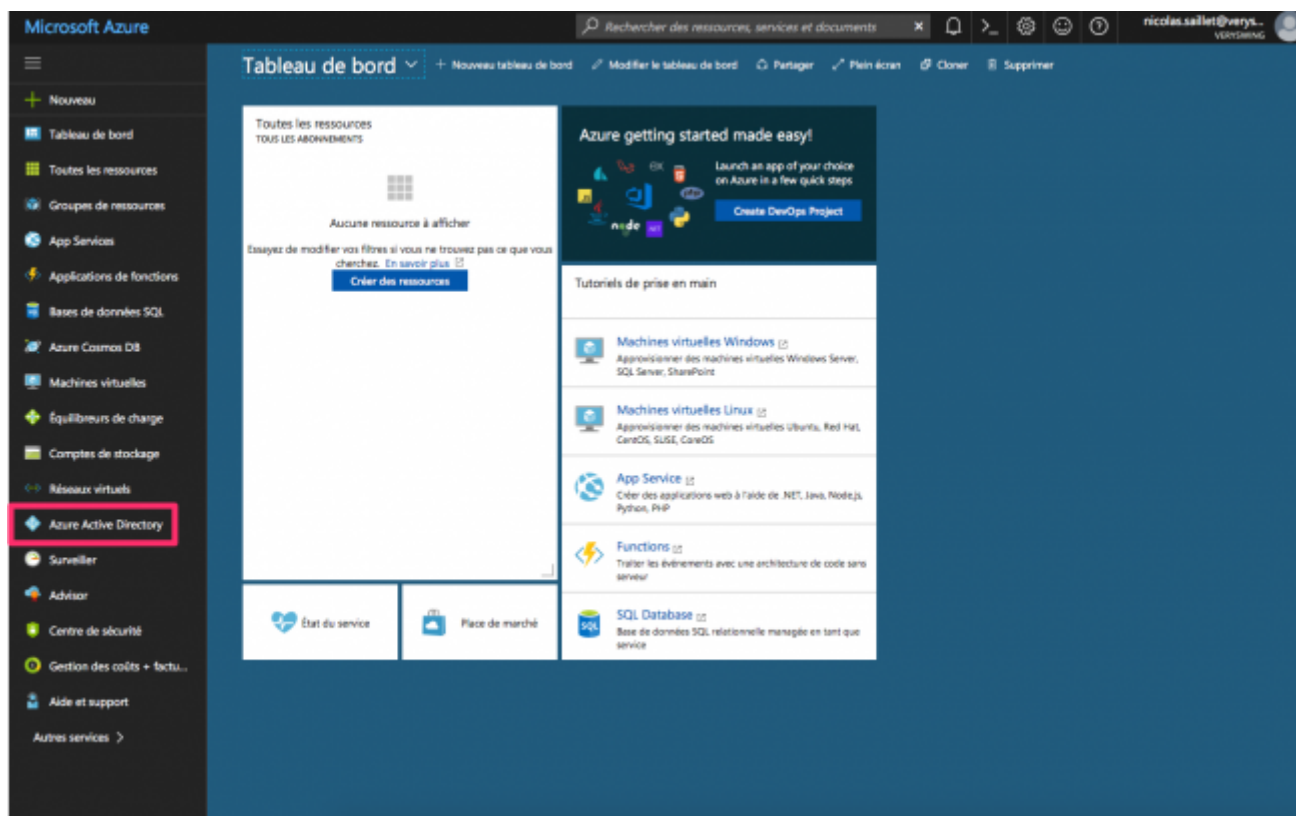 Microsoft Azure
Rechercher des ressources, services et documents
nicolas.saillet@verys...
VERYSWING
Tableau de bord
+ Nouveau tableau de bord
Modifier le tableau de bord
Partager
Plein écran
Cloner
Supprimer
Nouveau
Tableau de bord
Toutes les ressources
Groupes de ressources
App Services
Applications de fonctions
Bases de données SQL
Azure Cosmos DB
Machines virtuelles
Équilibreurs de charge
Comptes de stockage
Réseaux virtuels
Azure Active Directory
Surveiller
Advisor
Centre de sécurité
Gestion des coûts + factu...
Aide et support
Autres services >
Toutes les ressources
TOUS LES ABONNEMENTS
Aucune ressource à afficher
Essayez de modifier vos filtres si vous ne trouvez pas ce que vous
cherchez. En savoir plus
Créer des ressources
État du service
Place de marché
Azure getting started made easy!
Launch an app of your choice
on Azure in a few quick steps
Create DevOps Project
ex
php
node
Tutoriels de prise en main
Machines virtuelles Windows
Approvisionner des machines virtuelles Windows Server,
SQL Server, SharePoint
Machines virtuelles Linux
Approvisionner des machines virtuelles Ubuntu, Red Hat,
CentOS, SUSE, CoreOS
App Service
Créer des applications web à l'aide de .NET, Java, Node.js,
Python, PHP
Functions
Traiter les événements avec une architecture de code sans
serveur
SQL
SQL Database
Base de données SQL relationnelle managée en tant que
service